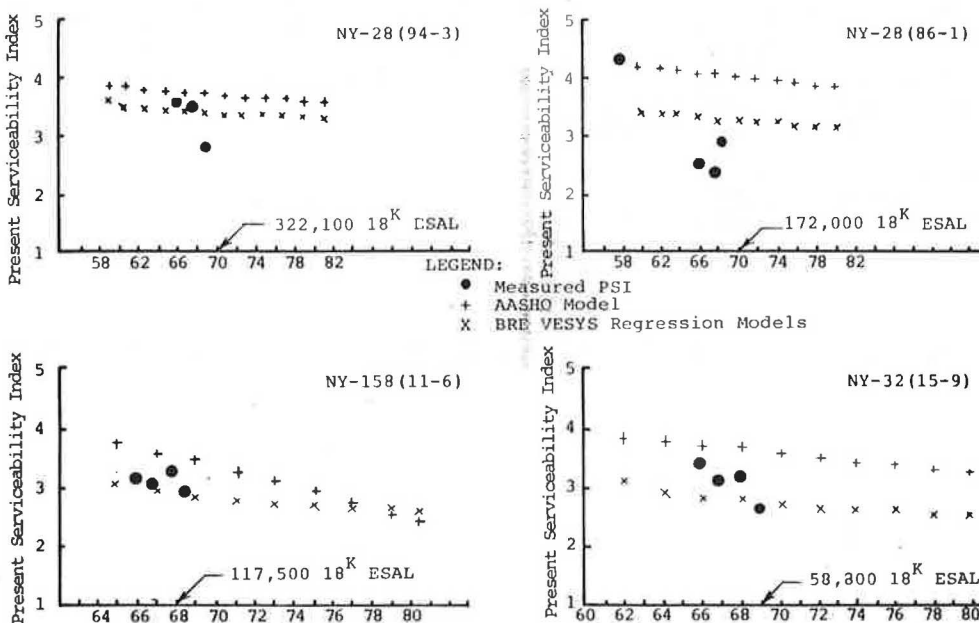 NY-28(94-3)
Present Serviceability Index
5
4
3
2
1
322,100 18K ESAL
58 62 66 70 74 78 82
NY-28(86-1)
Present Serviceability Index
5
4
3
2
1
172,000 18K ESAL
58 62 66 70 74 78 82
LEGEND:
● Measured PSI
+ AASHO Model
x BRE VESYS Regression Models
NY-158(11-6)
Present Serviceability Index
5
4
3
2
1
117,500 18K ESAL
64 68 72 76 80
NY-32(15-9)
Present Serviceability Index
5
4
3
2
1
58,800 18K ESAL
60 62 64 66 68 70 72 74 76 78 80